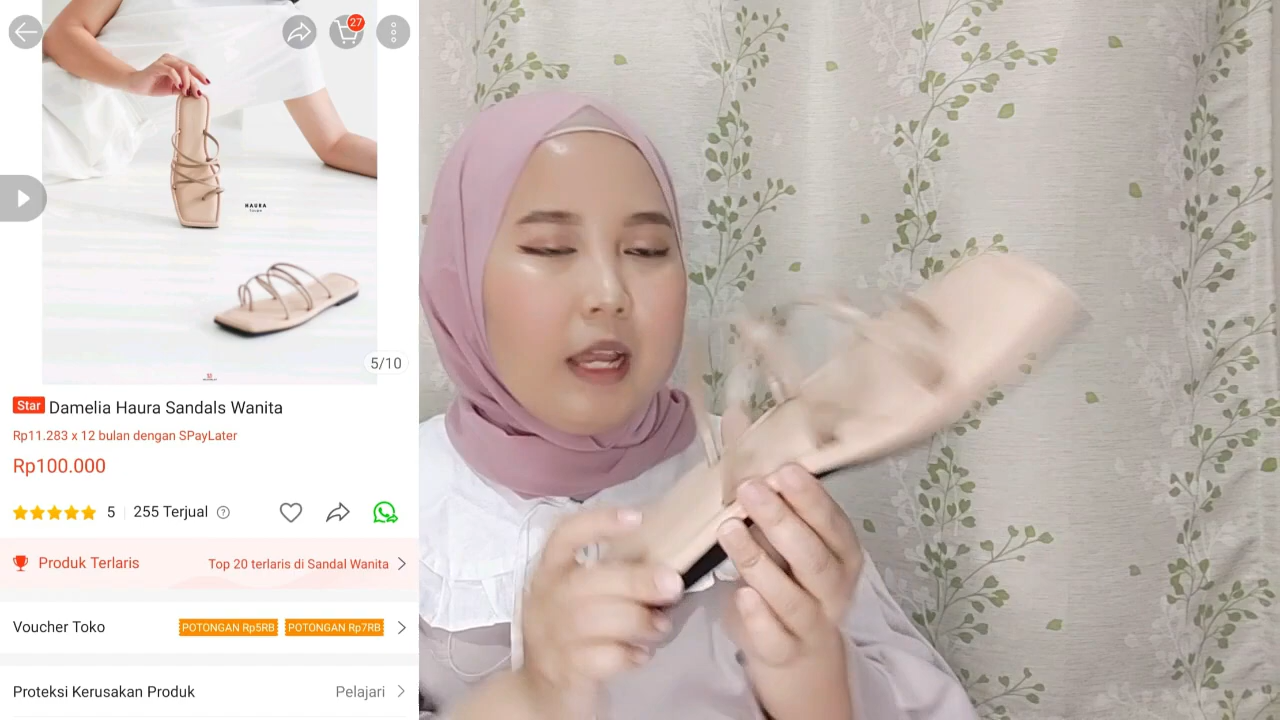 27
HAURA
5/10
Star Damelia Haura Sandals Wanita
Rp11.283 x 12 bulan dengan SPayLater
Rp100.000
5 255 Terjual ?
Produk Terlaris Top 20 terlaris di Sandal Wanita
Voucher Toko POTONGAN Rp5RB POTONGAN Rp7RB
Proteksi Kerusakan Produk Pelajari